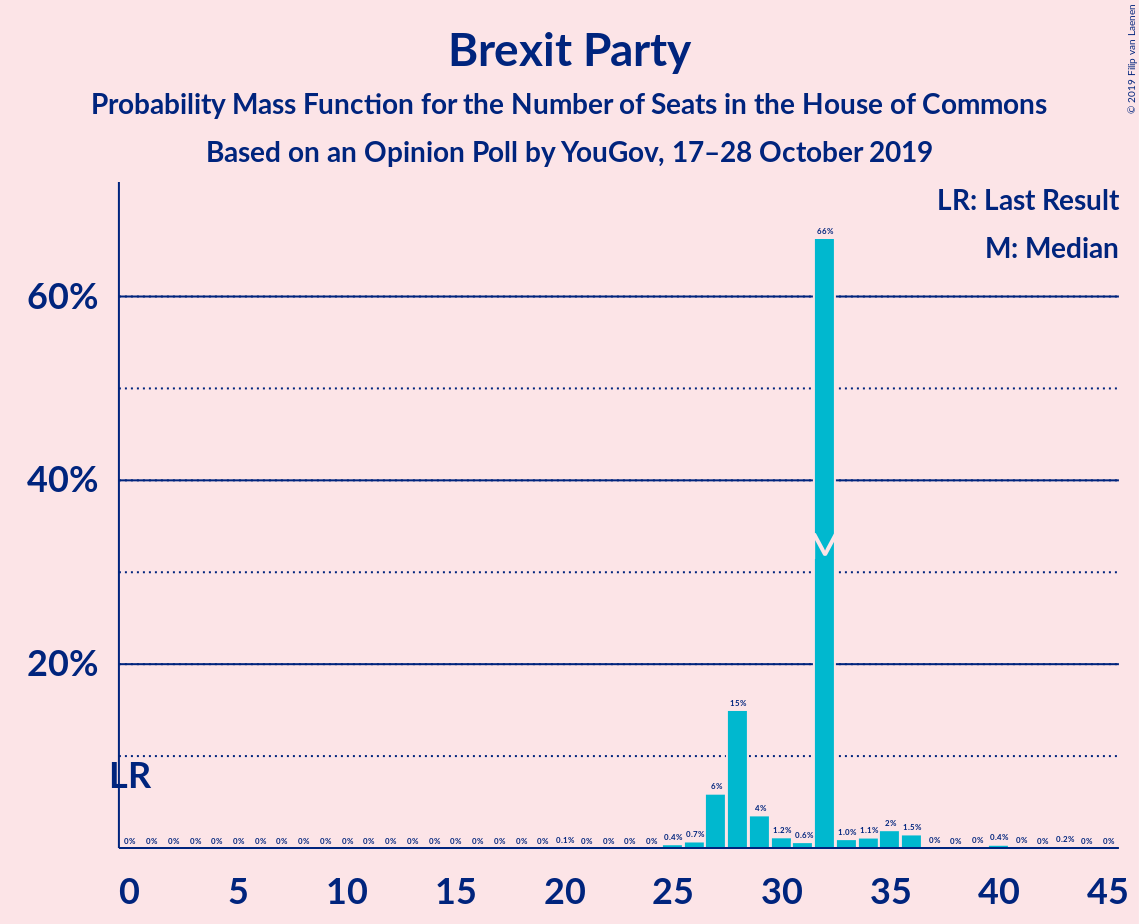 Brexit Party
Probability Mass Function for the Number of Seats in the House of Commons
Based on an Opinion Poll by YouGov, 17–28 October 2019
© 2019 Filip van Laenen
LR: Last Result
M: Median
66%
60%
40%
20%
15%
LR
6%
4%
0% 0% 0% 0% 0% 0% 0% 0% 0% 0% 0% 0% 0% 0% 0% 0% 0% 0% 0% 0% 0.1% 0% 0% 0% 0% 0.4% 0.7% 1.2% 0.6% 1.0% 1.1% 2% 1.5% 0% 0% 0% 0.4% 0% 0% 0.2% 0% 0%
0 5 10 15 20 25 30 35 40 45